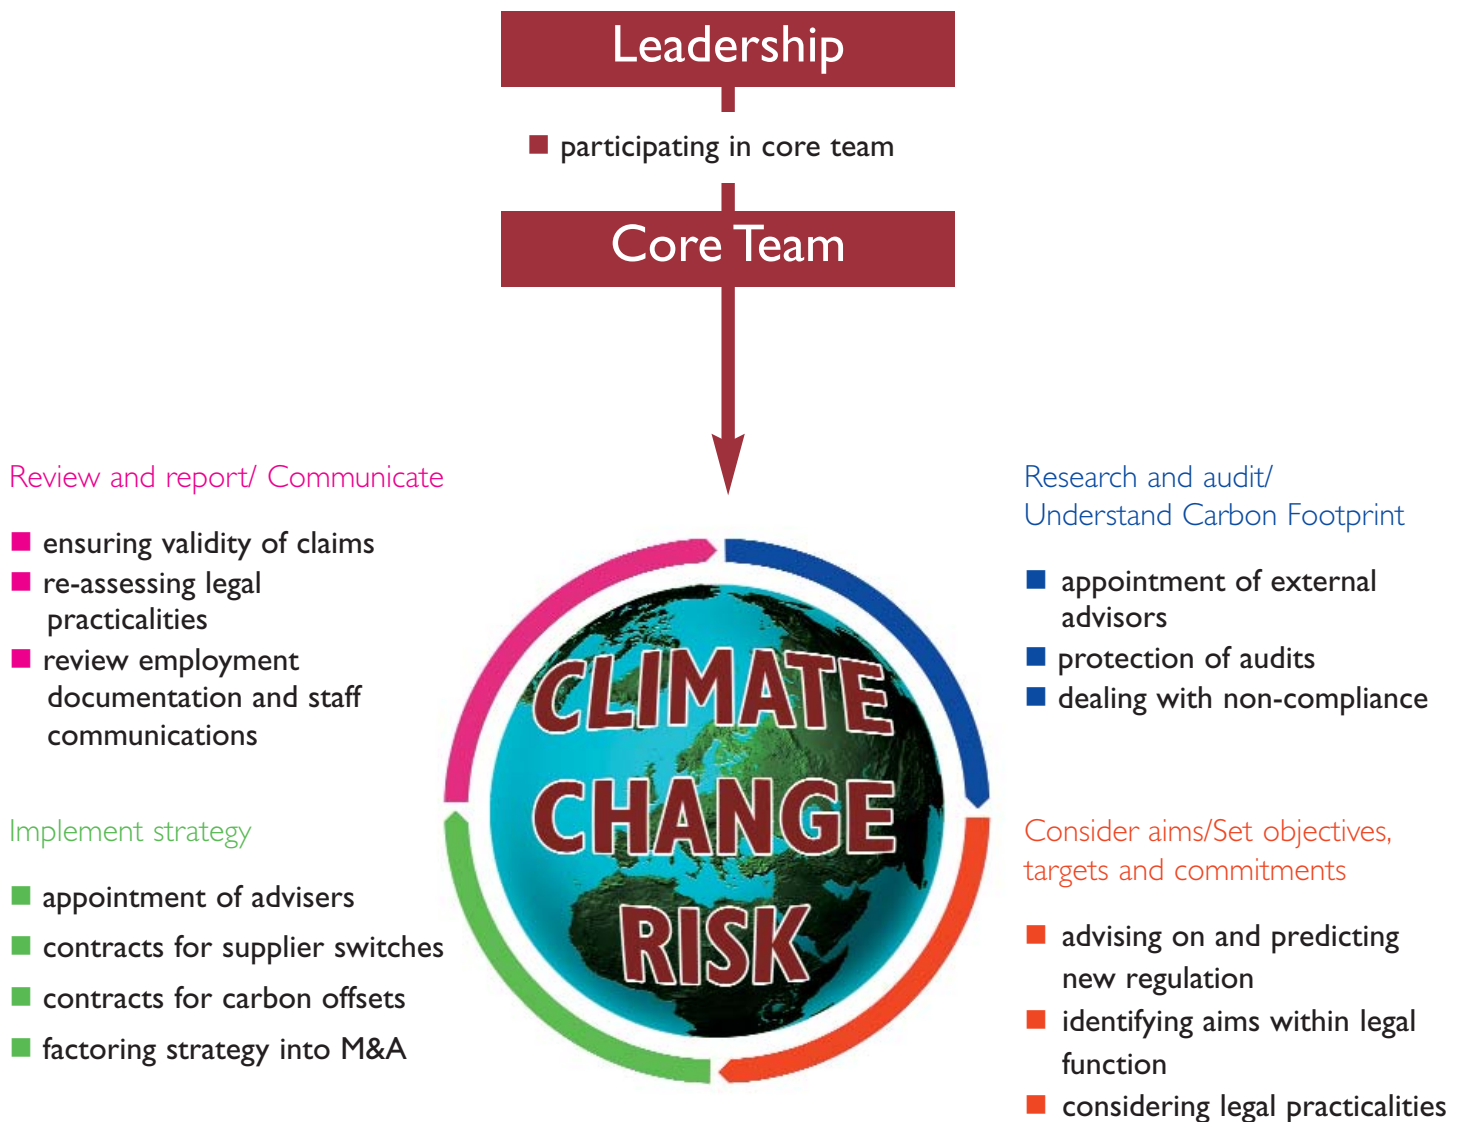 Leadership
participating in core team
Core Team
Review and report/ Communicate
ensuring validity of claims
re-assessing legal
practicalities
review employment
documentation and staff
communications
Implement strategy
appointment of advisers
contracts for supplier switches
contracts for carbon offsets
factoring strategy into M&A
CLIMATE
CHANGE
RISK
Research and audit/
Understand Carbon Footprint
appointment of external
advisors
protection of audits
dealing with non-compliance
Consider aims/Set objectives,
targets and commitments
advising on and predicting
new regulation
identifying aims within legal
function
considering legal practicalities